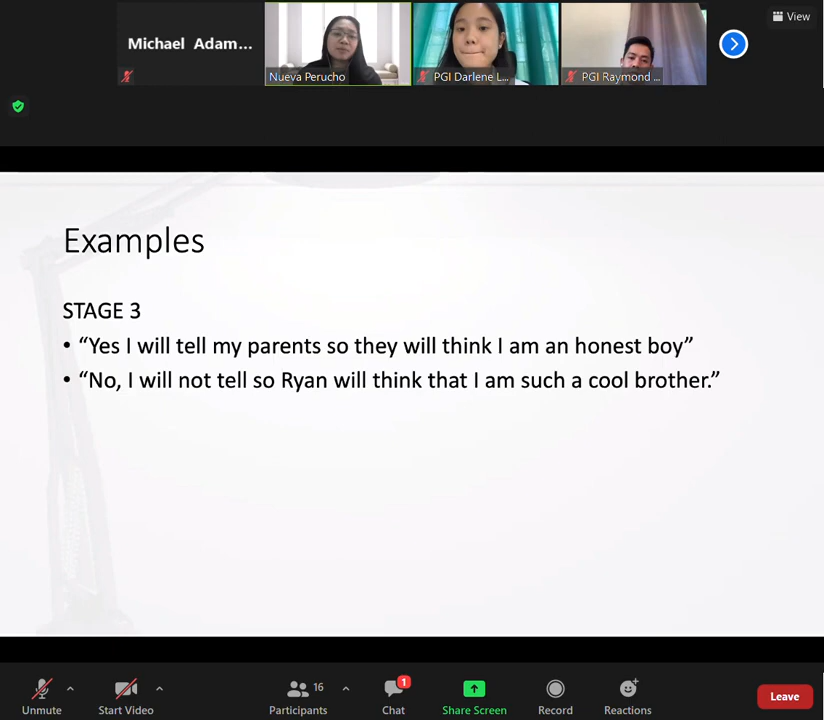 Michael Adam...
View
Nueva Perucho
PGI Darlene L...
PGI Raymond ...
Examples
STAGE 3
• “Yes I will tell my parents so they will think I am an honest boy”
• “No, I will not tell so Ryan will think that I am such a cool brother.”
16
1
Unmute
Start Video
Participants
Chat
Share Screen
Record
Reactions
Leave